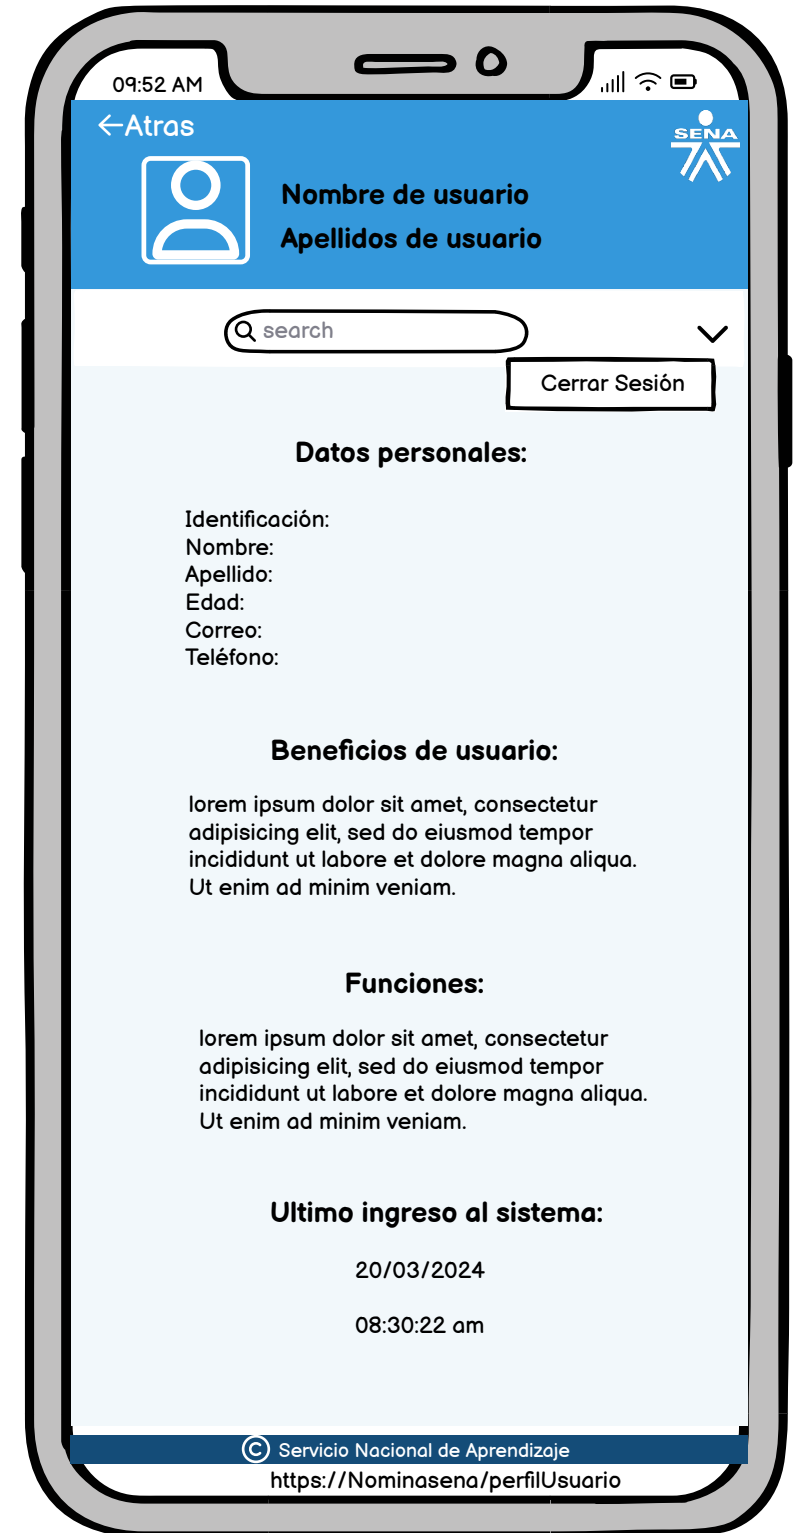 09:52 AM
Atras
SENA
Nombre de usuario
Apellidos de usuario
search
Cerrar Sesión
Datos personales:
Identificación:
Nombre:
Apellido:
Edad:
Correo:
Teléfono:
Beneficios de usuario:
lorem ipsum dolor sit amet, consectetur
adipisicing elit, sed do eiusmod tempor
incididunt ut labore et dolore magna aliqua.
Ut enim ad minim veniam.
Funciones:
lorem ipsum dolor sit amet, consectetur
adipisicing elit, sed do eiusmod tempor
incididunt ut labore et dolore magna aliqua.
Ut enim ad minim veniam.
Ultimo ingreso al sistema:
20/03/2024
08:30:22 am
© Servicio Nacional de Aprendizaje
https://Nominasena/perfilUsuario